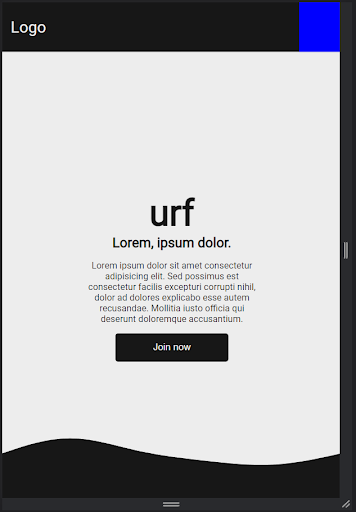 Logo
urf
Lorem, ipsum dolor.
Lorem ipsum dolor sit amet consectetur
adipisicing elit. Sed possimus est
consectetur facilis excepturi corrupti nihil,
dolor ad dolores explicabo esse autem
recusandae. Mollitia iusto officia qui
deserunt doloremque accusantium.
Join now